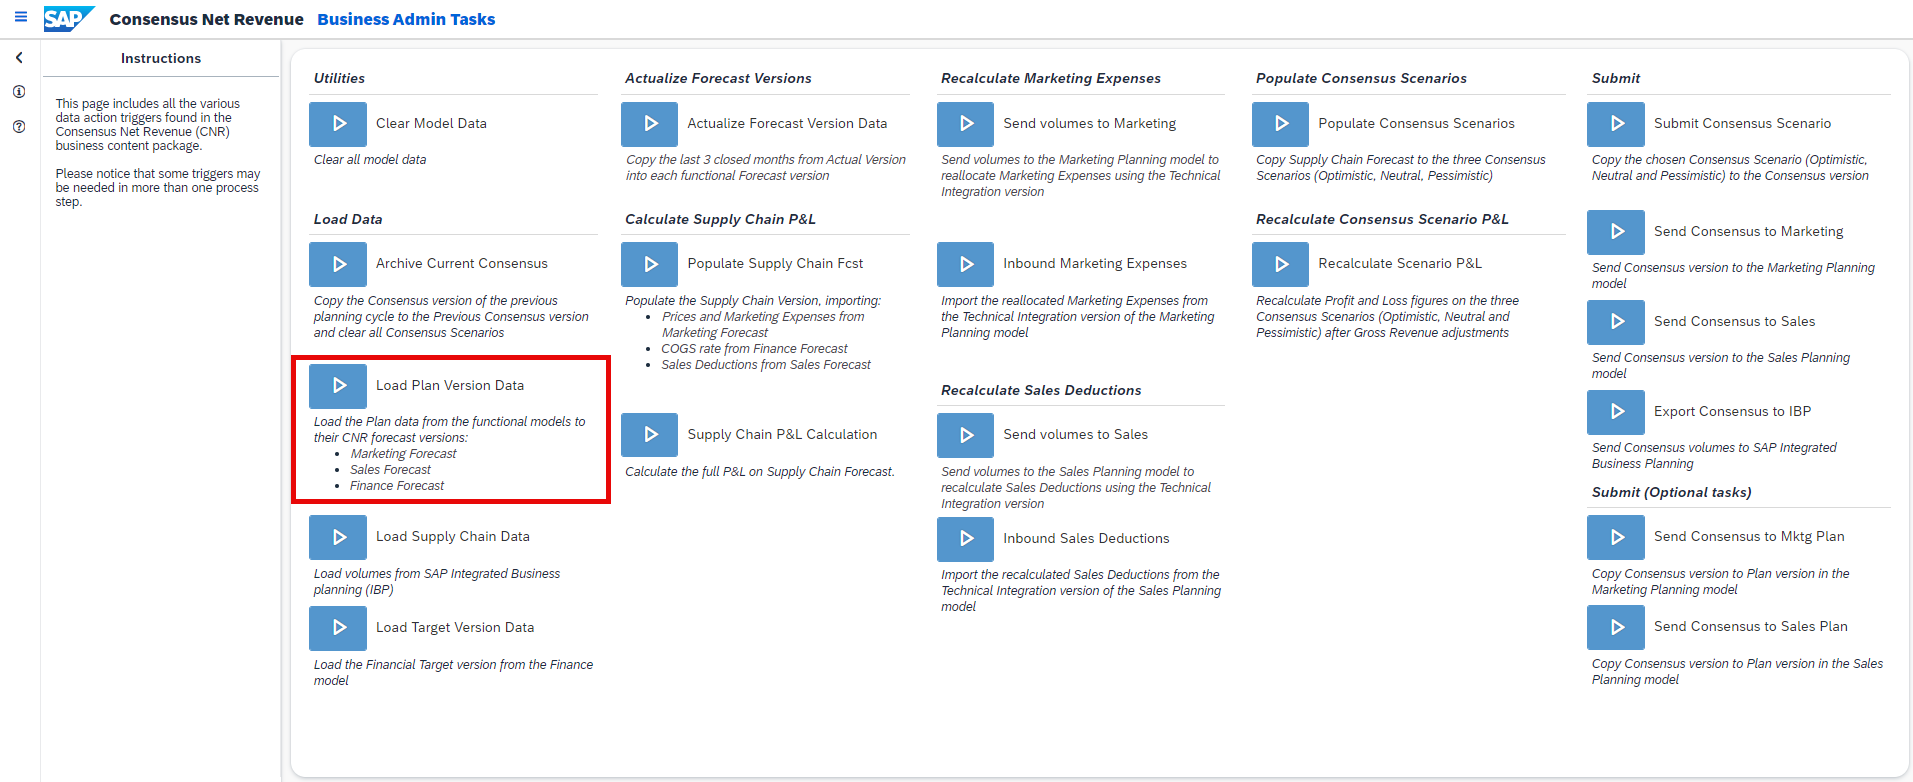 SAP Consensus Net Revenue Business Admin Tasks
Instructions
This page includes all the various
data action triggers found in the
Consensus Net Revenue (CNR)
business content package.
Please notice that some triggers may
be needed in more than one process
step.
Utilities
Clear Model Data
Clear all model data
Load Data
Archive Current Consensus
Copy the Consensus version of the previous
planning cycle to the Previous Consensus version
and clear all Consensus Scenarios
Load Plan Version Data
Load the Plan data from the functional models to
their CNR forecast versions:
• Marketing Forecast
• Sales Forecast
• Finance Forecast
Load Supply Chain Data
Load volumes from SAP Integrated Business
planning (IBP)
Load Target Version Data
Load the Financial Target version from the Finance
model
Actualize Forecast Versions
Actualize Forecast Version Data
Copy the last 3 closed months from Actual Version
into each functional Forecast version
Calculate Supply Chain P&L
Populate Supply Chain Fcst
Populate the Supply Chain Version, importing:
• Prices and Marketing Expenses from
Marketing Forecast
• COGS rate from Finance Forecast
• Sales Deductions from Sales Forecast
Supply Chain P&L Calculation
Calculate the full P&L on Supply Chain Forecast.
Recalculate Marketing Expenses
Send volumes to Marketing
Send volumes to the Marketing Planning model to
reallocate Marketing Expenses using the Technical
Integration version
Inbound Marketing Expenses
Import the reallocated Marketing Expenses from
the Technical Integration version of the Marketing
Planning model
Recalculate Sales Deductions
Send volumes to Sales
Send volumes to the Sales Planning model to
recalculate Sales Deductions using the Technical
Integration version
Inbound Sales Deductions
Import the recalculated Sales Deductions from the
Technical Integration version of the Sales Planning
model
Populate Consensus Scenarios
Populate Consensus Scenarios
Copy Supply Chain Forecast to the three Consensus
Scenarios (Optimistic, Neutral, Pessimistic)
Recalculate Consensus Scenario P&L
Recalculate Scenario P&L
Recalculate Profit and Loss figures on the three
Consensus Scenarios (Optimistic, Neutral and
Pessimistic) after Gross Revenue adjustments
Submit
Submit Consensus Scenario
Copy the chosen Consensus Scenario (Optimistic,
Neutral and Pessimistic) to the Consensus version
Send Consensus to Marketing
Send Consensus version to the Marketing Planning
model
Send Consensus to Sales
Send Consensus version to the Sales Planning
model
Export Consensus to IBP
Send Consensus volumes to SAP Integrated
Business Planning
Submit (Optional tasks)
Send Consensus to Mktg Plan
Copy Consensus version to Plan version in the
Marketing Planning model
Send Consensus to Sales Plan
Copy Consensus version to Plan version in the Sales
Planning model